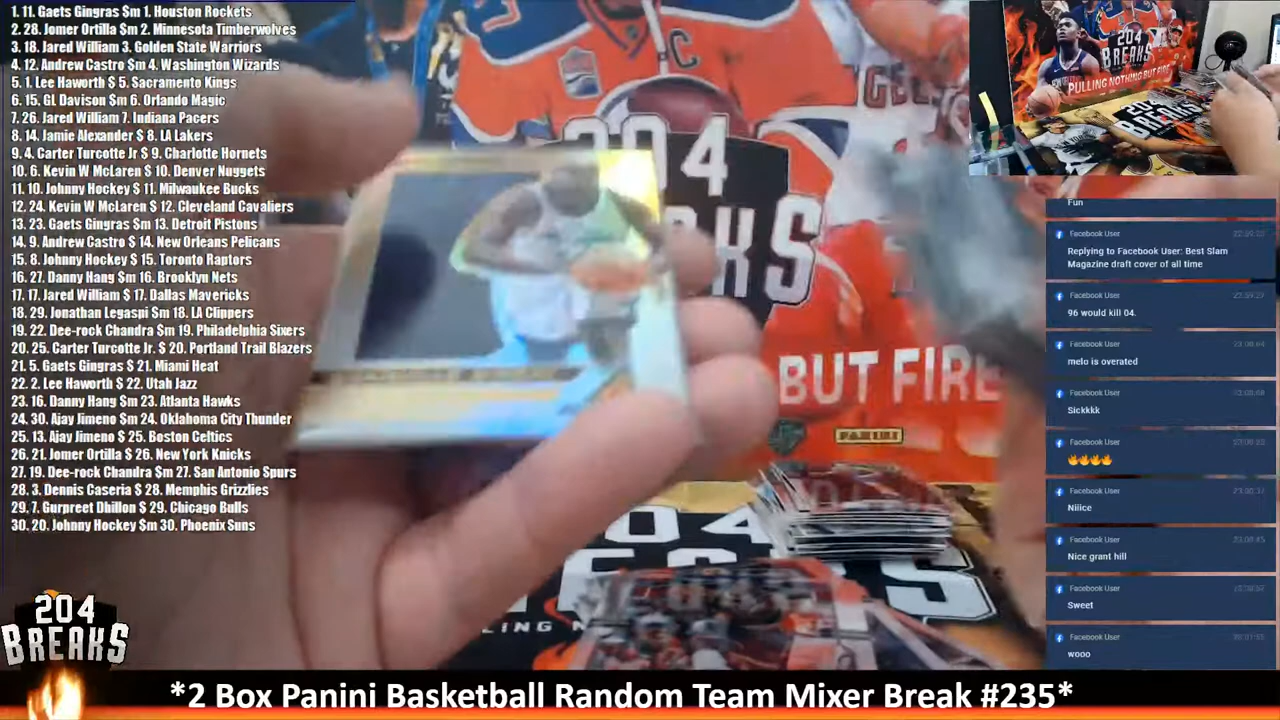 1. 11. Gaets Gingras $m 1. Houston Rockets
2. 28. Jomer Ortilla $m 2. Minnesota Timberwolves
3. 18. Jared William 3. Golden State Warriors
4. 12. Andrew Castro $m 4. Washington Wizards
5. 1. Lee Haworth $ 5. Sacramento Kings
6. 15. GL Davison $m 6. Orlando Magic
7. 26. Jared William 7. Indiana Pacers
8. 14. Jamie Alexander $ 8. LA Lakers
9. 4. Carter Turcotte Jr $ 9. Charlotte Hornets
10. 6. Kevin W McLaren $ 10. Denver Nuggets
11. 10. Johnny Hockey $ 11. Milwaukee Bucks
12. 24. Kevin W McLaren $ 12. Cleveland Cavaliers
13. 23. Gaets Gingras $m 13. Detroit Pistons
14. 9. Andrew Castro $ 14. New Orleans Pelicans
15. 8. Johnny Hockey $ 15. Toronto Raptors
16. 27. Danny Hang $m 16. Brooklyn Nets
17. 17. Jared William $ 17. Dallas Mavericks
18. 29. Jonathan Legaspi $m 18. LA Clippers
19. 22. Dee-rock Chandra $m 19. Philadelphia Sixers
20. 25. Carter Turcotte Jr. $ 20. Portland Trail Blazers
21. 5. Gaets Gingras $ 21. Miami Heat
22. 2. Lee Haworth $ 22. Utah Jazz
23. 16. Danny Hang $m 23. Atlanta Hawks
24. 30. Ajay Jimeno $m 24. Oklahoma City Thunder
25. 13. Ajay Jimeno $ 25. Boston Celtics
26. 21. Jomer Ortilla $ 26. New York Knicks
27. 19. Dee-rock Chandra $m 27. San Antonio Spurs
28. 3. Dennis Caseria $ 28. Memphis Grizzlies
29. 7. Gurpreet Dhillon $ 29. Chicago Bulls
30. 20. Johnny Hockey $m 30. Phoenix Suns
204
BREAKS
C
BUT FIRE
PANINI
204
BREAKS
PULLING NOTHING BUT FIRE
204
BREAKS
Fun
Facebook User
Replying to Facebook User: Best Slam
Magazine draft cover of all time
Facebook User
96 would kill 04.
Facebook User
melo is overated
Facebook User
Sickkkk
Facebook User
🔥🔥🔥🔥
Facebook User
Niiice
Facebook User
Nice grant hill
Facebook User
Sweet
Facebook User
wooo
*2 Box Panini Basketball Random Team Mixer Break #235*